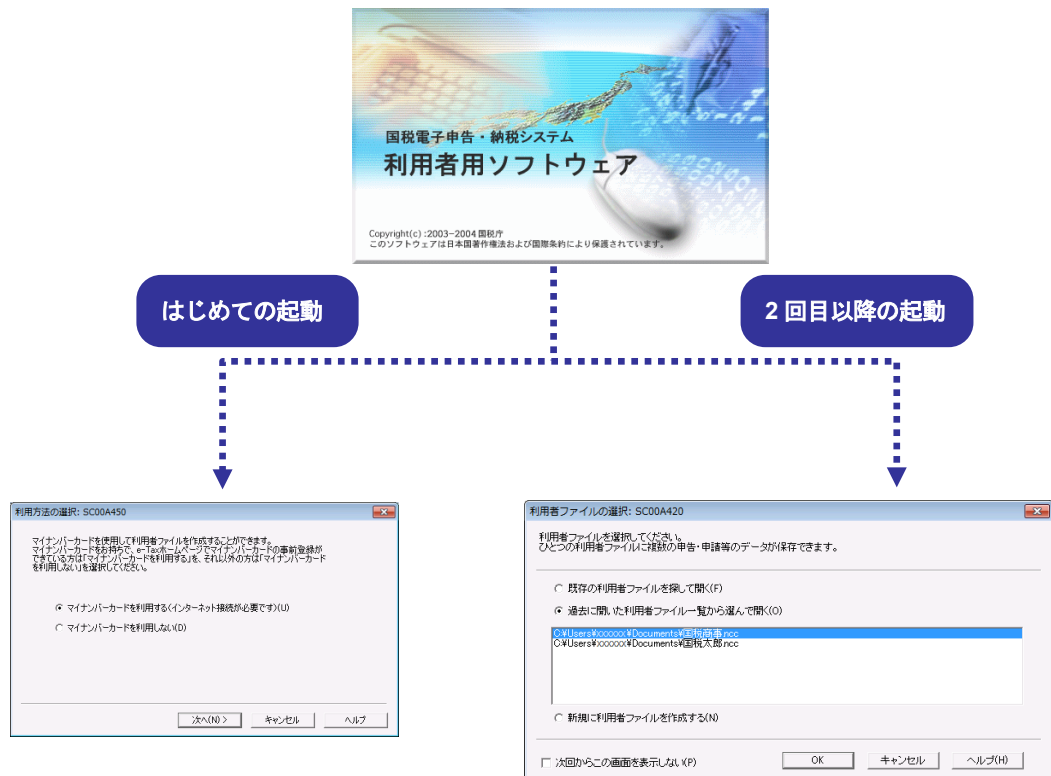 国税電子申告・納税システム
利用者用ソフトウェア
Copyright(c) :2003-2004 国税庁
このソフトウェアは日本国著作権法および国際条約により保護されています。
はじめての起動
2 回目以降の起動
利用方法の選択: SC00A450
マイナンバーカードを使用して利用者ファイルを作成することができます。
マイナンバーカードをお持ちで、e-Taxホームページでマイナンバーカードの事前登録が
できている方は「マイナンバーカードを利用する」を、それ以外の方は「マイナンバーカード
を利用しない」を選択してください。
マイナンバーカードを利用する(インターネット接続が必要です)(U)
マイナンバーカードを利用しない(D)
次へ(N) >
キャンセル
ヘルプ
利用者ファイルの選択: SC00A420
利用者ファイルを選択してください。
ひとつの利用者ファイルに複数の申告・申請等のデータが保存できます。
既存の利用者ファイルを探して開く(F)
過去に開いた利用者ファイル一覧から選んで開く(O)
C:¥Users¥xxxxxx¥Documents¥国税商事.ncc
C:¥Users¥xxxxxx¥Documents¥国税太郎.ncc
新規に利用者ファイルを作成する(N)
次回からこの画面を表示しない(P)
OK
キャンセル
ヘルプ(H)